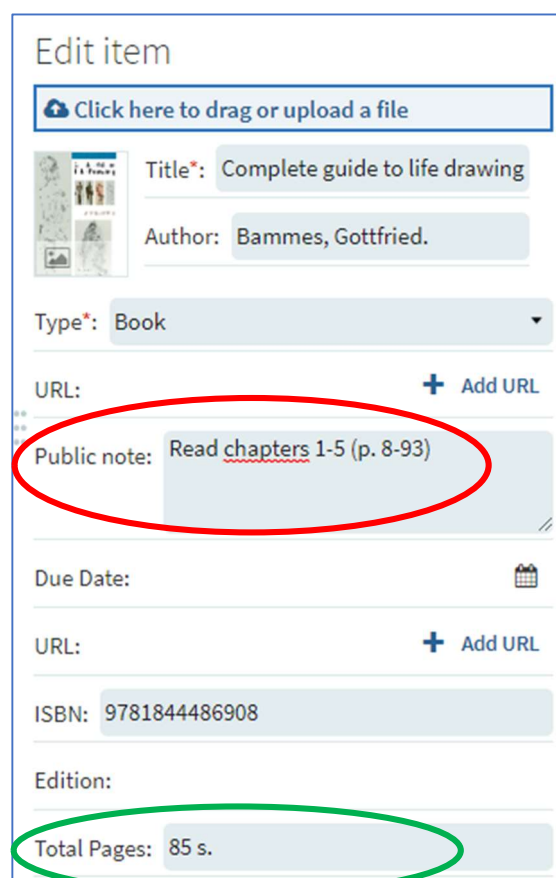 Edit item
Click here to drag or upload a file
Title*: Complete guide to life drawing
Author: Bammes, Gottfried.
Type*: Book
URL: + Add URL
Public note: Read chapters 1-5 (p. 8-93)
Due Date:
URL: + Add URL
ISBN: 9781844486908
Edition:
Total Pages: 85 s.